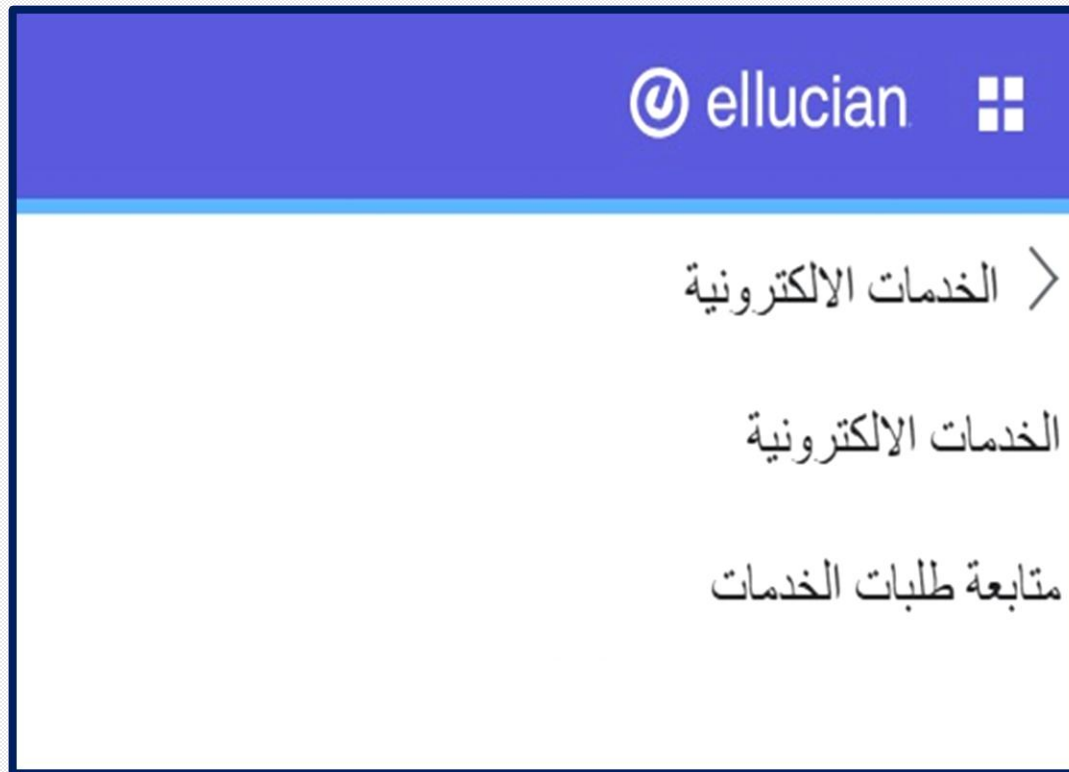 ellucian
الخدمات الالكترونية
الخدمات الالكترونية
متابعة طلبات الخدمات